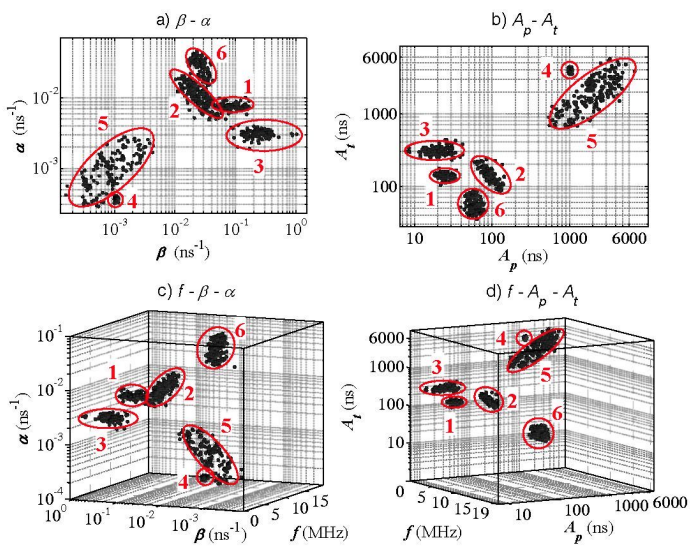 a) β - α
α (ns⁻¹)
10⁻²
10⁻³
6
2
1
3
5
4
10⁻³ 10⁻² 10⁻¹ 10⁰
β (ns⁻¹)
b) Aₚ - Aₜ
Aₜ (ns)
6000
1000
100
4
5
3
2
1
6
10 100 1000 6000
Aₚ (ns)
c) f - β - α
α (ns⁻¹)
10⁻¹
10⁻²
10⁻³
10⁻⁴
6
1
2
3
5
4
10⁰ 10⁻¹ 10⁻² 10⁻³ 0 5 10 15
β (ns⁻¹) f (MHz)
d) f - Aₚ - Aₜ
Aₜ (ns)
6000
1000
100
10
0
4
3
5
1
2
6
0 5 10 15 19 10 100 1000 6000
f (MHz) Aₚ (ns)